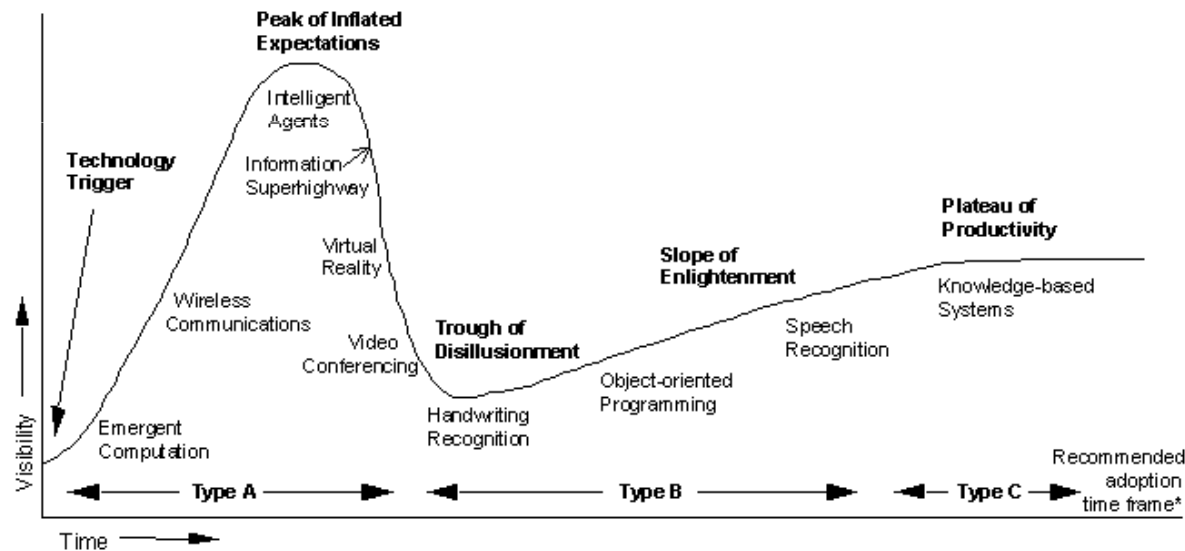 Peak of Inflated
Expectations
Intelligent
Agents
Technology
Trigger
Information
Superhighway
Plateau of
Productivity
Virtual
Reality
Slope of
Enlightenment
Knowledge-based
Systems
Wireless
Communications
Trough of
Disillusionment
Speech
Recognition
Video
Conferencing
Object-oriented
Programming
Handwriting
Recognition
Emergent
Computation
Visibility
Type A
Type B
Type C
Recommended
adoption
time frame*
Time